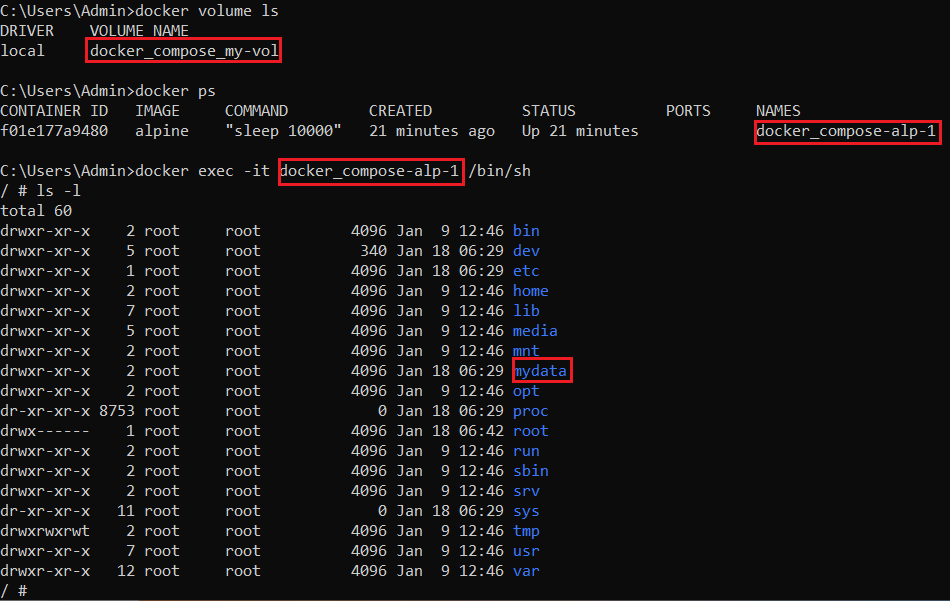 C:\Users\Admin>docker volume ls
DRIVER    VOLUME NAME
local     docker_compose_my-vol
C:\Users\Admin>docker ps
CONTAINER ID   IMAGE     COMMAND         CREATED          STATUS          PORTS     NAMES
f01e177a9480   alpine    "sleep 10000"   21 minutes ago   Up 21 minutes             docker_compose-alp-1
C:\Users\Admin>docker exec -it docker_compose-alp-1 /bin/sh
/ # ls -l
total 60
drwxr-xr-x    2 root     root          4096 Jan  9 12:46 bin
drwxr-xr-x    5 root     root           340 Jan 18 06:29 dev
drwxr-xr-x    1 root     root          4096 Jan 18 06:29 etc
drwxr-xr-x    2 root     root          4096 Jan  9 12:46 home
drwxr-xr-x    7 root     root          4096 Jan  9 12:46 lib
drwxr-xr-x    5 root     root          4096 Jan  9 12:46 media
drwxr-xr-x    2 root     root          4096 Jan  9 12:46 mnt
drwxr-xr-x    2 root     root          4096 Jan 18 06:29 mydata
drwxr-xr-x    2 root     root          4096 Jan  9 12:46 opt
dr-xr-xr-x 8753 root     root             0 Jan 18 06:29 proc
drwx------    1 root     root          4096 Jan 18 06:42 root
drwxr-xr-x    2 root     root          4096 Jan  9 12:46 run
drwxr-xr-x    2 root     root          4096 Jan  9 12:46 sbin
drwxr-xr-x    2 root     root          4096 Jan  9 12:46 srv
dr-xr-xr-x   11 root     root             0 Jan 18 06:29 sys
drwxrwxrwt    2 root     root          4096 Jan  9 12:46 tmp
drwxr-xr-x    7 root     root          4096 Jan  9 12:46 usr
drwxr-xr-x   12 root     root          4096 Jan  9 12:46 var
/ #